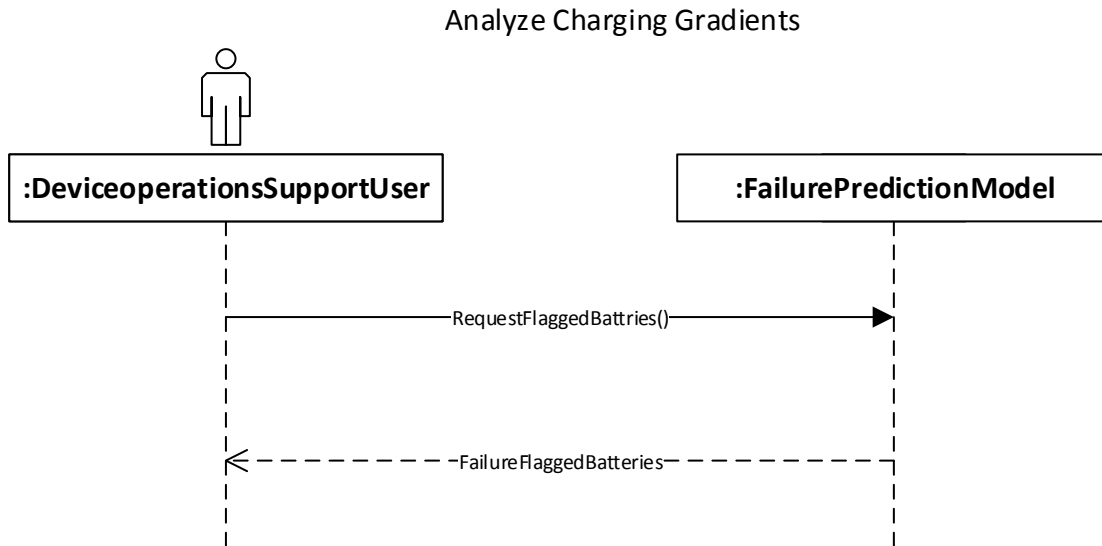 Analyze Charging Gradients
:DeviceoperationsSupportUser
:FailurePredictionModel
RequestFlaggedBattries()
FailureFlaggedBatteries